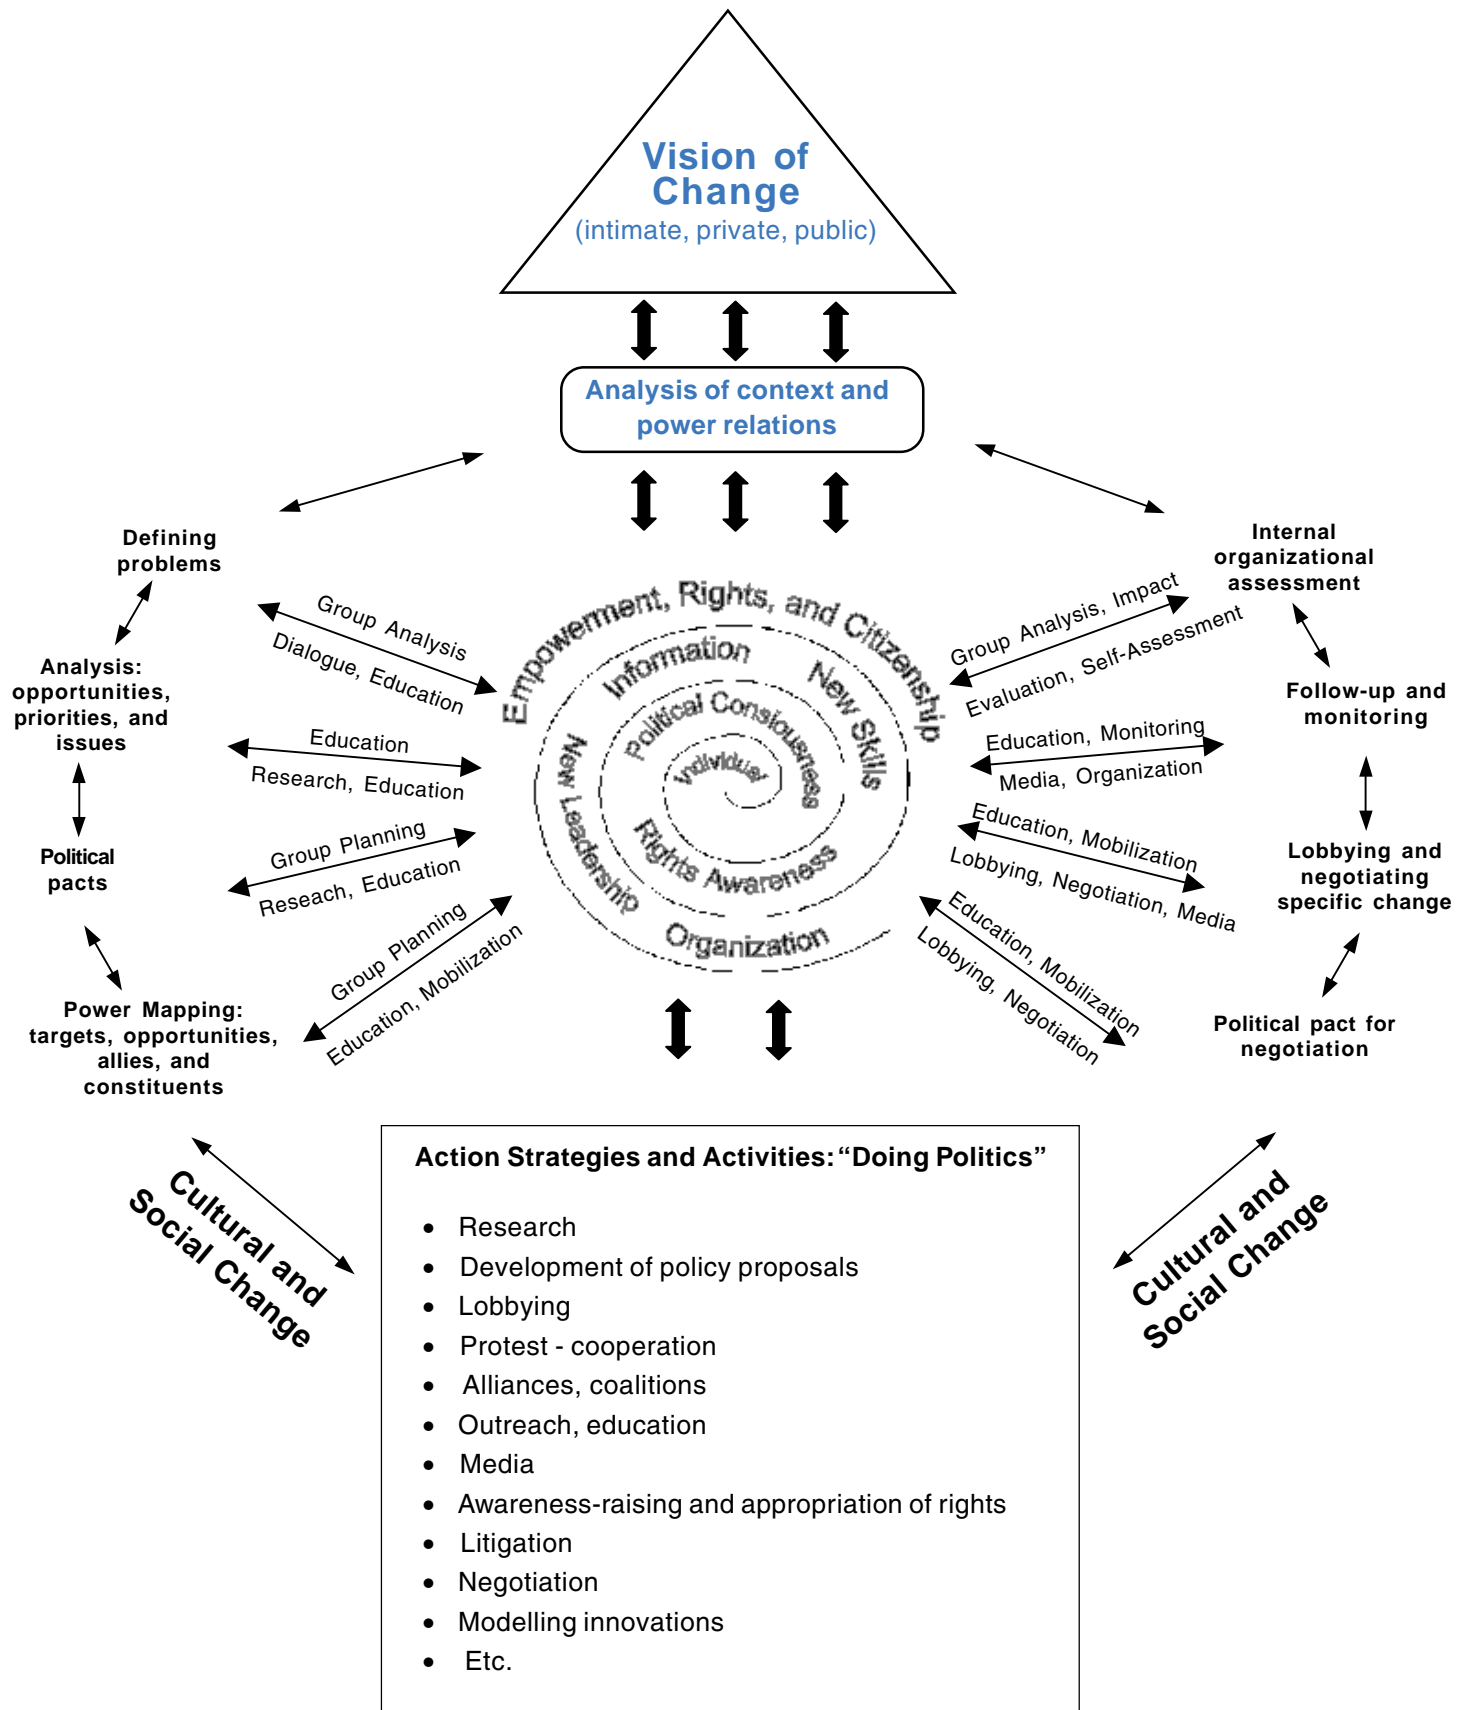 Vision of
Change
(intimate, private, public)
Analysis of context and
power relations
Defining
problems
Analysis:
opportunities,
priorities, and
issues
Political
pacts
Power Mapping:
targets, opportunities,
allies, and
constituents
Group Analysis
Dialogue, Education
Education
Research, Education
Group Planning
Reseach, Education
Group Planning
Education, Mobilization
Empowerment, Rights, and Citizenship
Information
New Skills
Political Consiousness
Individual
New Leadership
Rights Awareness
Organization
Group Analysis, Impact
Evaluation, Self-Assessment
Education, Monitoring
Media, Organization
Education, Mobilization
Lobbying, Negotiation, Media
Education, Mobilization
Lobbying, Negotiation
Internal
organizational
assessment
Follow-up and
monitoring
Lobbying and
negotiating
specific change
Political pact for
negotiation
Cultural and
Social Change
Action Strategies and Activities: “Doing Politics”
• Research
• Development of policy proposals
• Lobbying
• Protest - cooperation
• Alliances, coalitions
• Outreach, education
• Media
• Awareness-raising and appropriation of rights
• Litigation
• Negotiation
• Modelling innovations
• Etc.
Cultural and
Social Change